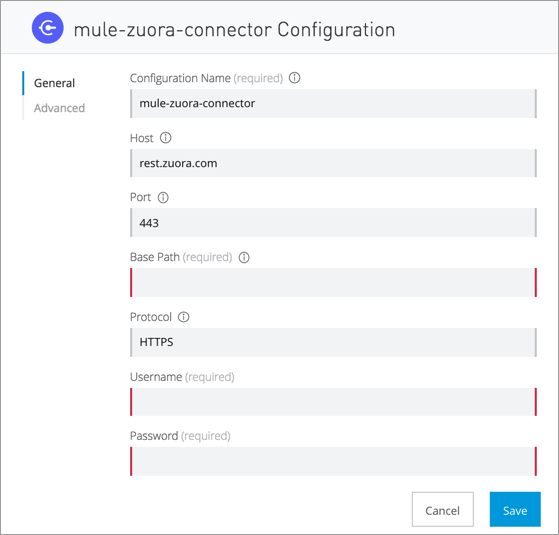 mule-zuora-connector Configuration
General
Advanced
Configuration Name (required)
mule-zuora-connector
Host
rest.zuora.com
Port
443
Base Path (required)
Protocol
HTTPS
Username (required)
Password (required)
Cancel
Save